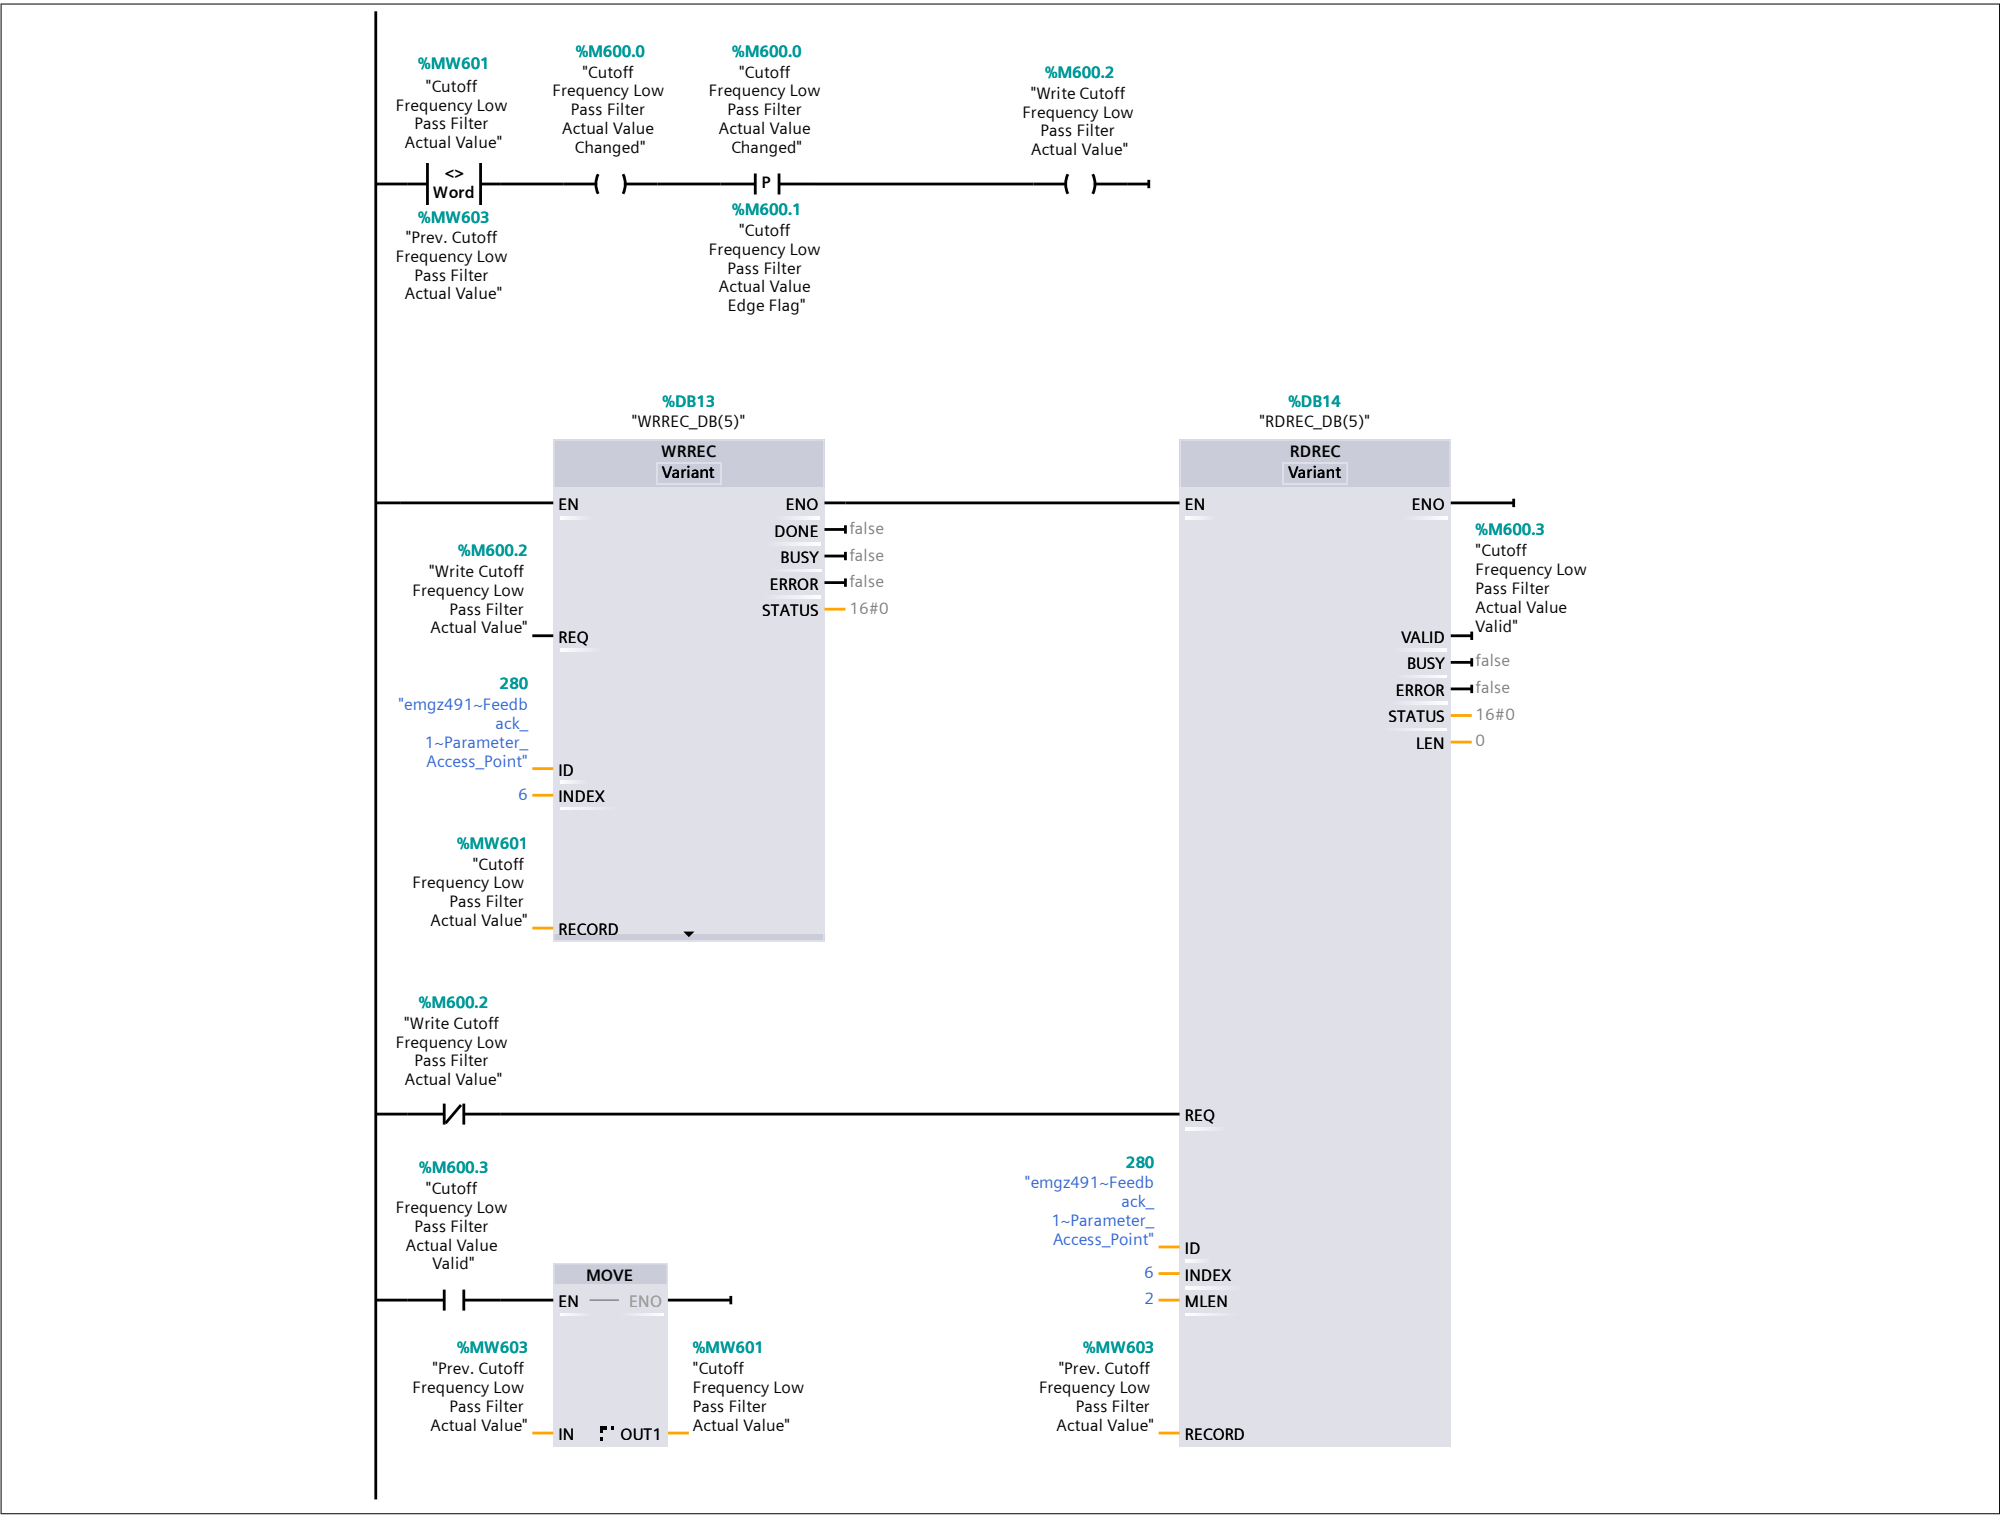 %MW601
"Cutoff
Frequency Low
Pass Filter
Actual Value"
<>
Word
%MW603
"Prev. Cutoff
Frequency Low
Pass Filter
Actual Value"
%M600.0
"Cutoff
Frequency Low
Pass Filter
Actual Value
Changed"
%M600.0
"Cutoff
Frequency Low
Pass Filter
Actual Value
Changed"
P
%M600.1
"Cutoff
Frequency Low
Pass Filter
Actual Value
Edge Flag"
%M600.2
"Write Cutoff
Frequency Low
Pass Filter
Actual Value"
%DB13
"WRREC_DB(5)"
WRREC
Variant
EN
ENO
DONE
false
BUSY
false
ERROR
false
STATUS
16#0
%M600.2
"Write Cutoff
Frequency Low
Pass Filter
Actual Value"
REQ
280
"emgz491~Feedb
ack_
1~Parameter_
Access_Point"
ID
6
INDEX
%MW601
"Cutoff
Frequency Low
Pass Filter
Actual Value"
RECORD
%DB14
"RDREC_DB(5)"
RDREC
Variant
EN
ENO
%M600.3
"Cutoff
Frequency Low
Pass Filter
Actual Value
Valid"
VALID
BUSY
false
ERROR
false
STATUS
16#0
LEN
0
%M600.2
"Write Cutoff
Frequency Low
Pass Filter
Actual Value"
REQ
280
"emgz491~Feedb
ack_
1~Parameter_
Access_Point"
ID
6
INDEX
2
MLEN
%MW603
"Prev. Cutoff
Frequency Low
Pass Filter
Actual Value"
RECORD
%M600.3
"Cutoff
Frequency Low
Pass Filter
Actual Value
Valid"
MOVE
EN
ENO
%MW603
"Prev. Cutoff
Frequency Low
Pass Filter
Actual Value"
IN
OUT1
%MW601
"Cutoff
Frequency Low
Pass Filter
Actual Value"